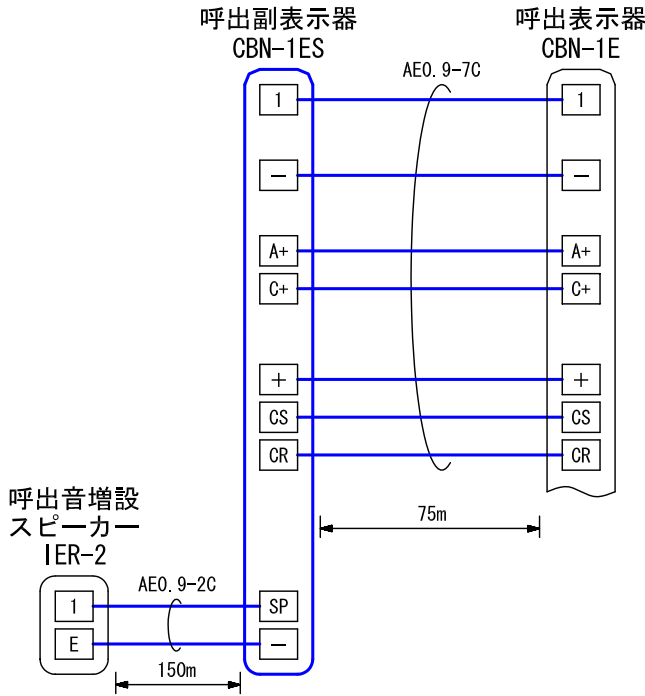 呼出副表示器
CBN-1ES
呼出表示器
CBN-1E
AE0.9-7C
1
1
-
-
A+
A+
C+
C+
+
+
CS
CS
CR
CR
75m
呼出音増設
スピーカー
IER-2
AE0.9-2C
1
SP
E
-
150m